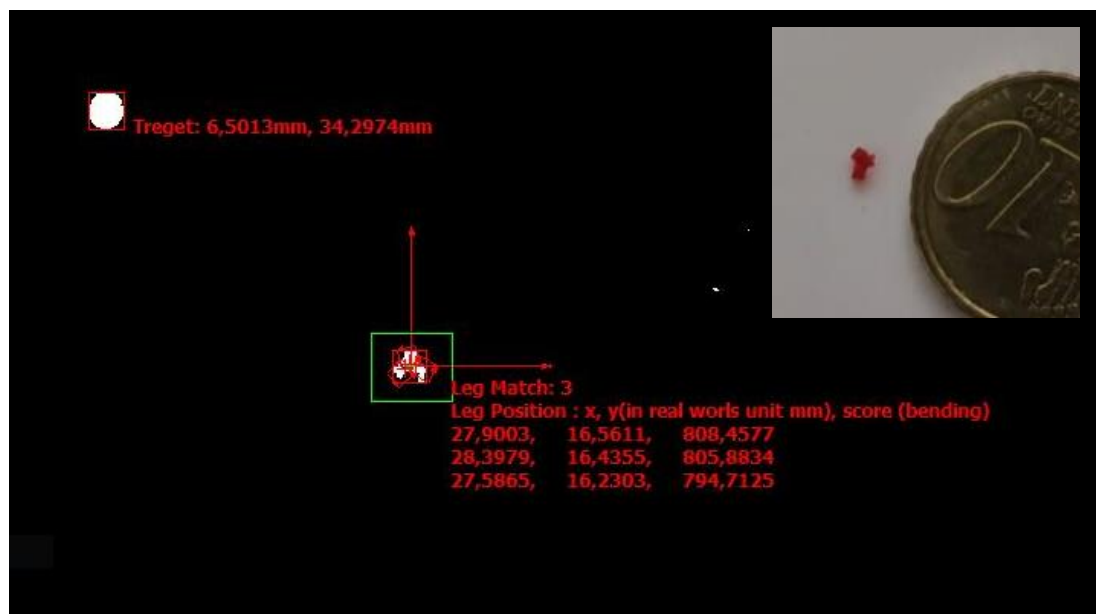 Treget: 6,5013mm, 34,2974mm
Leg Match: 3
Leg Position : x, y(in real worls unit mm), score (bending)
27,9003, 16,5611, 808,4577
28,3979, 16,4355, 805,8834
27,5865, 16,2303, 794,7125
10